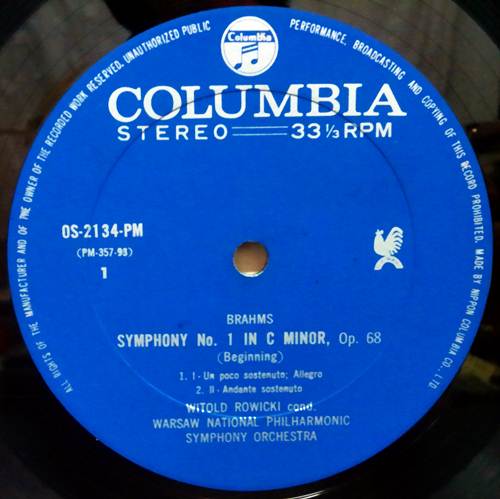 ALL RIGHTS OF THE MANUFACTURER AND OF THE OWNER OF THE RECORDED WORK RESERVED. UNAUTHORIZED PUBLIC PERFORMANCE, BROADCASTING AND COPYING OF THIS RECORD PROHIBITED. MADE BY NIPPON COLUMBIA CO., LTD.
Columbia
COLUMBIA
STEREO 33⅓ RPM
OS-2134-PM
(PM-357-93)
1
BRAHMS
SYMPHONY No. 1 IN C MINOR, Op. 68
(Beginning)
1. I - Un poco sostenuto; Allegro
2. II - Andante sostenuto
WITOLD ROWICKI cond.
WARSAW NATIONAL PHILHARMONIC
SYMPHONY ORCHESTRA